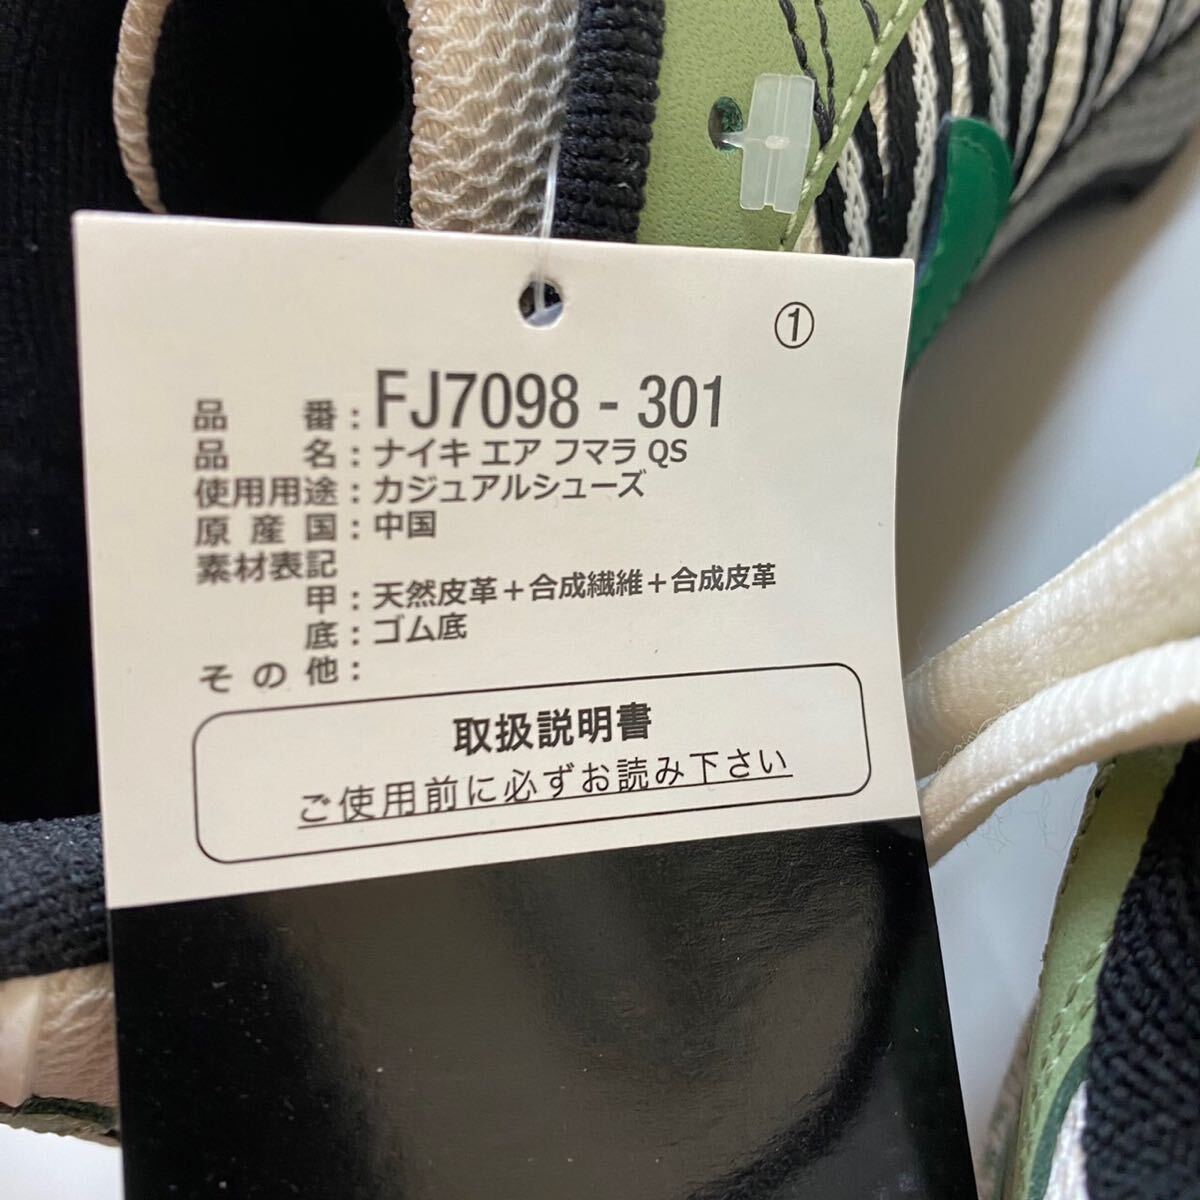 ①
品番：FJ7098 - 301
品名：ナイキ エア フマラ QS
使用用途：カジュアルシューズ
原産国：中国
素材表記
甲：天然皮革＋合成繊維＋合成皮革
底：ゴム底
その他：
取扱説明書
ご使用前に必ずお読み下さい